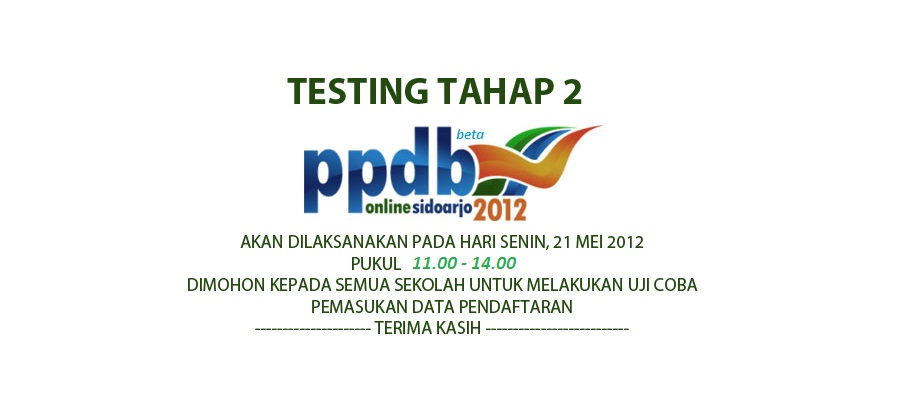 TESTING TAHAP 2
beta
ppdb
onlinesidoarjo2012
AKAN DILAKSANAKAN PADA HARI SENIN, 21 MEI 2012
PUKUL 11.00 - 14.00
DIMOHON KEPADA SEMUA SEKOLAH UNTUK MELAKUKAN UJI COBA
PEMASUKAN DATA PENDAFTARAN
--------------------- TERIMA KASIH --------------------------